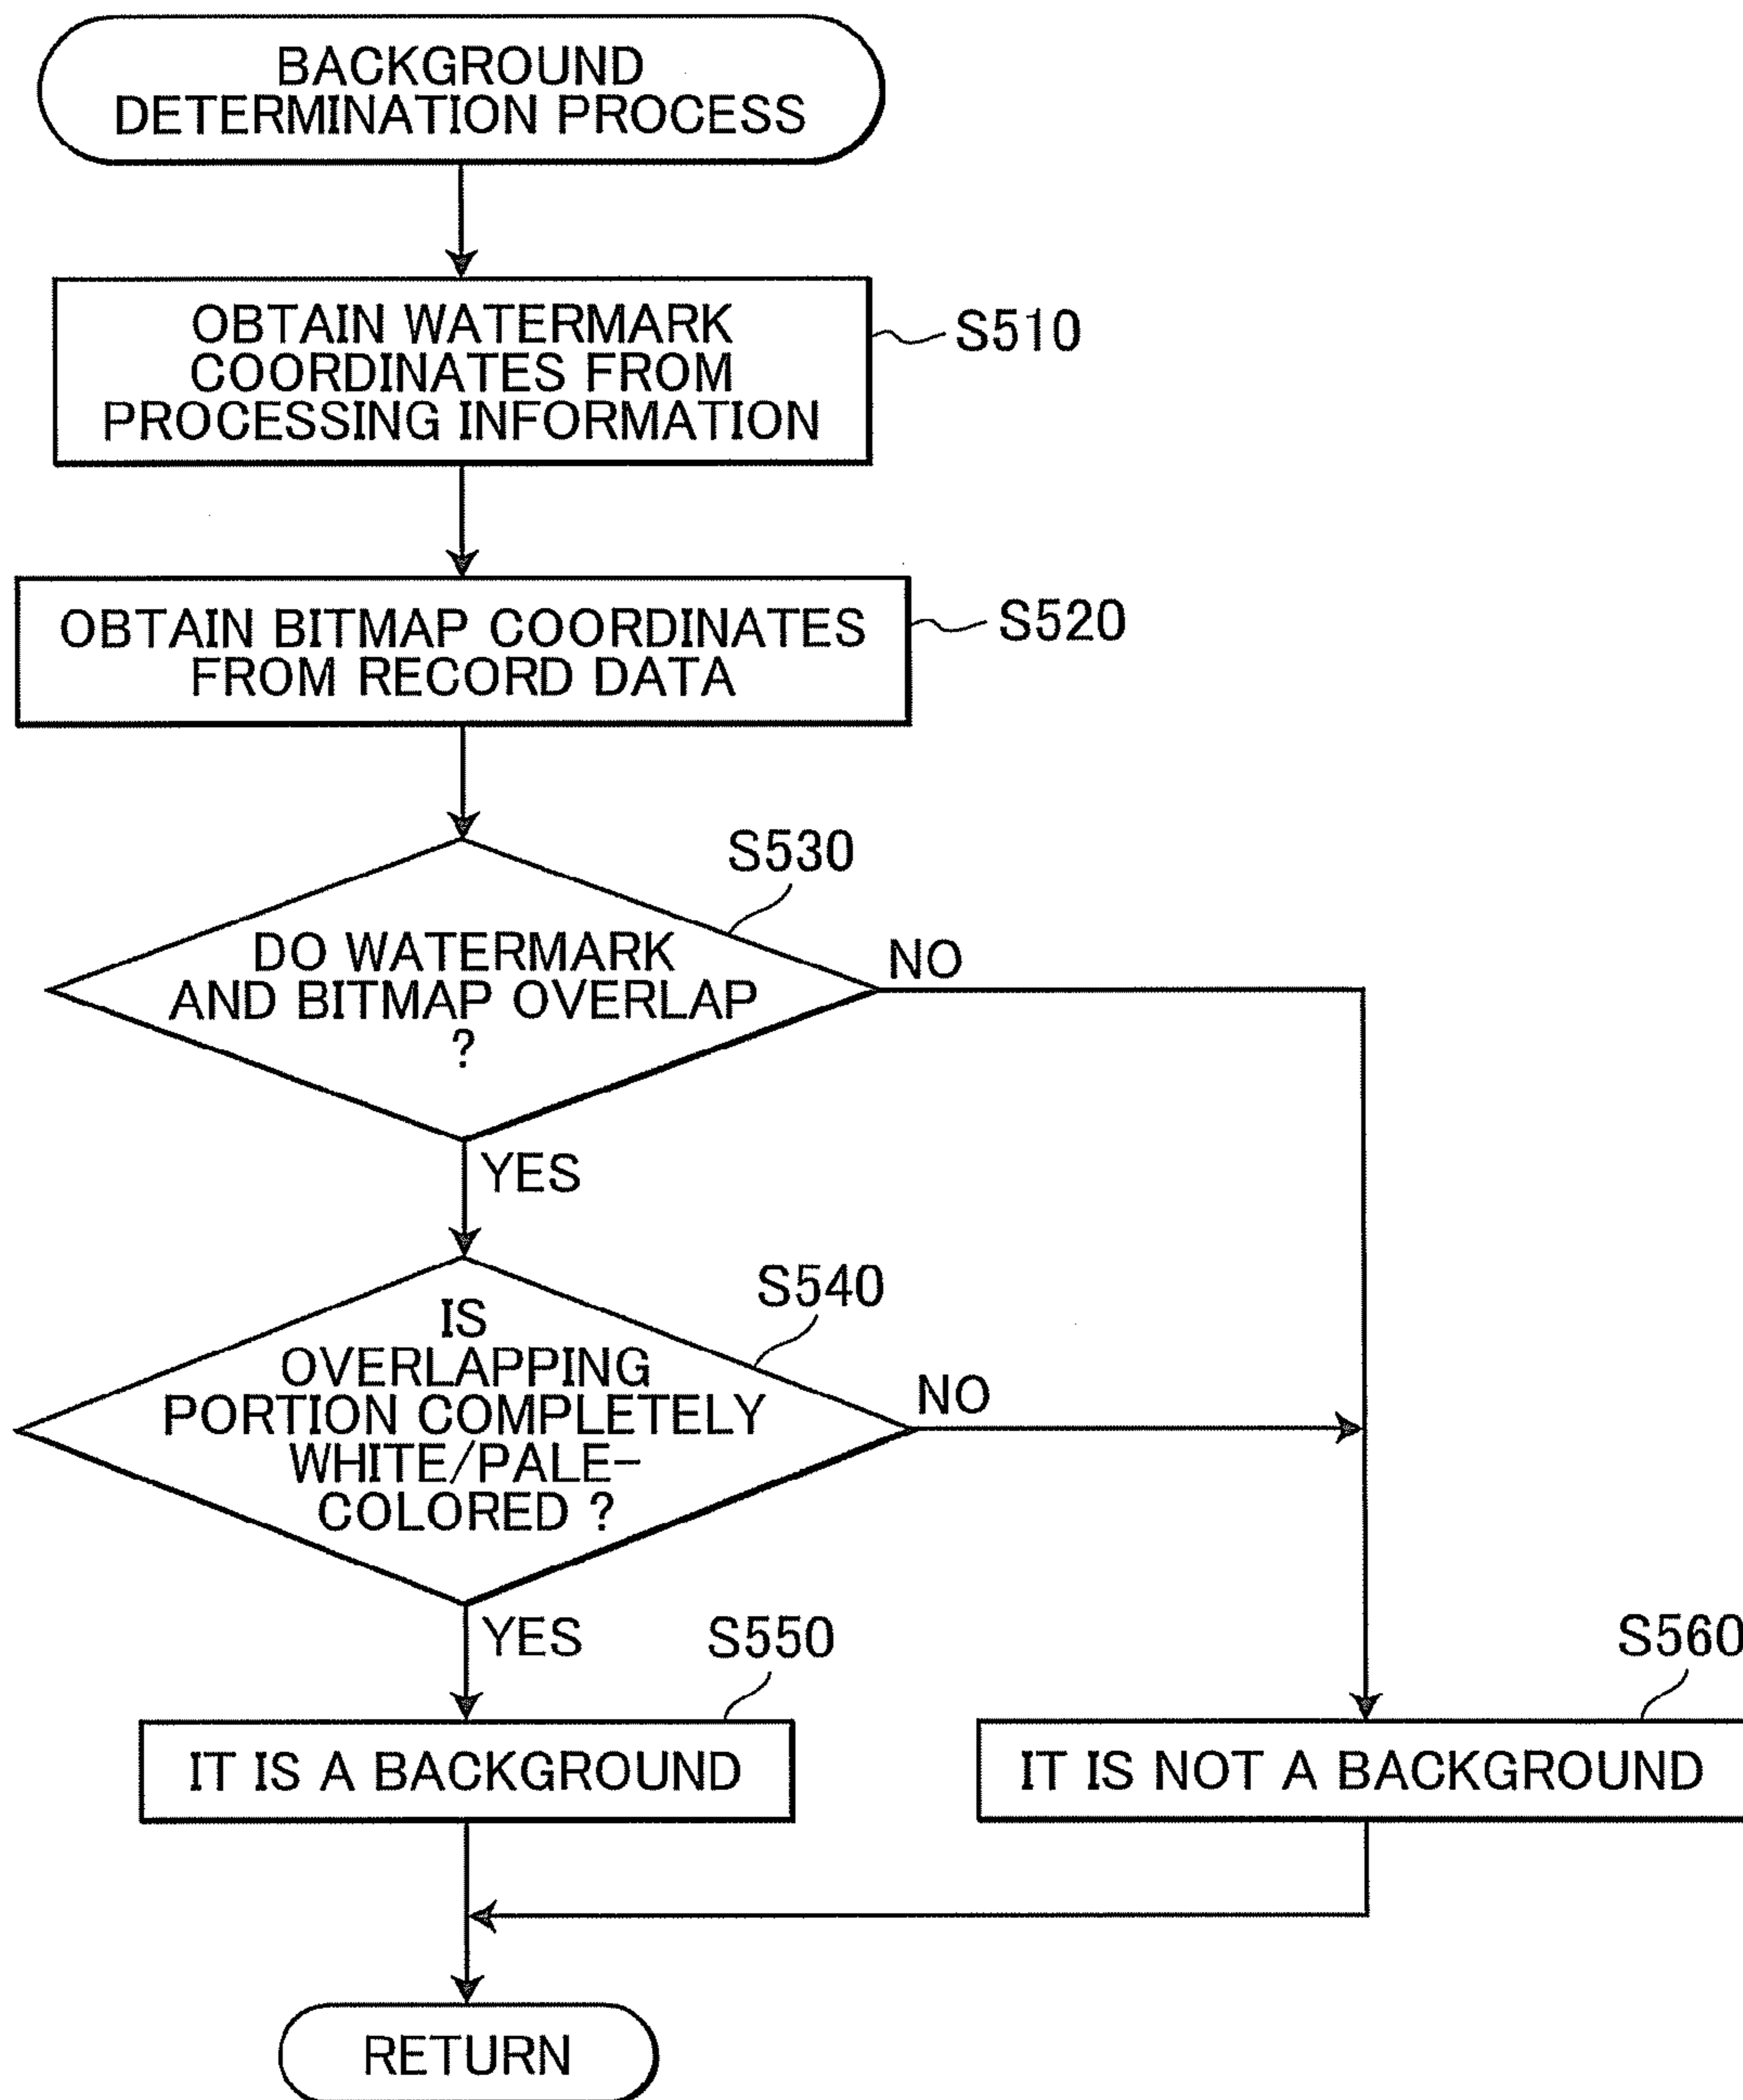 BACKGROUND
DETERMINATION PROCESS
OBTAIN WATERMARK
COORDINATES FROM
PROCESSING INFORMATION
S510
OBTAIN BITMAP COORDINATES
FROM RECORD DATA
S520
S530
DO WATERMARK
AND BITMAP OVERLAP
?
NO
YES
S540
IS
OVERLAPPING
PORTION COMPLETELY
WHITE/PALE-
COLORED ?
NO
YES
S550
S560
IT IS A BACKGROUND
IT IS NOT A BACKGROUND
RETURN